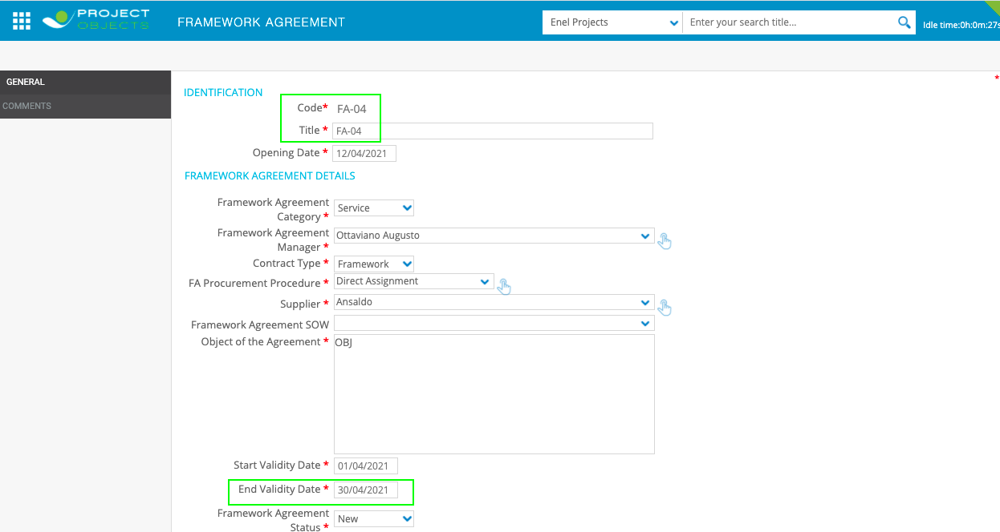 PROJECT
OBJECTS
FRAMEWORK AGREEMENT
Enel Projects
Enter your search title...
Idle time:0h:0m:27s
GENERAL
COMMENTS
*
IDENTIFICATION
Code* FA-04
Title * FA-04
Opening Date * 12/04/2021
FRAMEWORK AGREEMENT DETAILS
Framework Agreement
Category * Service
Framework Agreement
Manager * Ottaviano Augusto
Contract Type * Framework
FA Procurement Procedure * Direct Assignment
Supplier * Ansaldo
Framework Agreement SOW
Object of the Agreement * OBJ
Start Validity Date * 01/04/2021
End Validity Date * 30/04/2021
Framework Agreement
Status * New